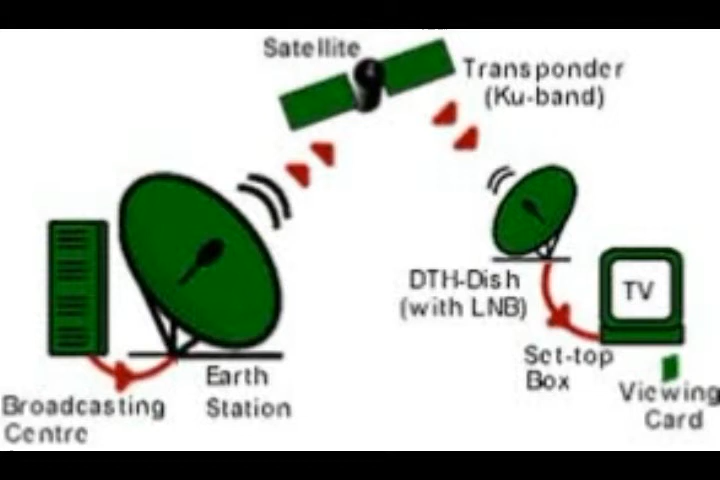 Satellite
Transponder
(Ku-band)
DTH-Dish
(with LNB)
TV
Set-top
Box
Viewing
Card
Earth
Station
Broadcasting
Centre